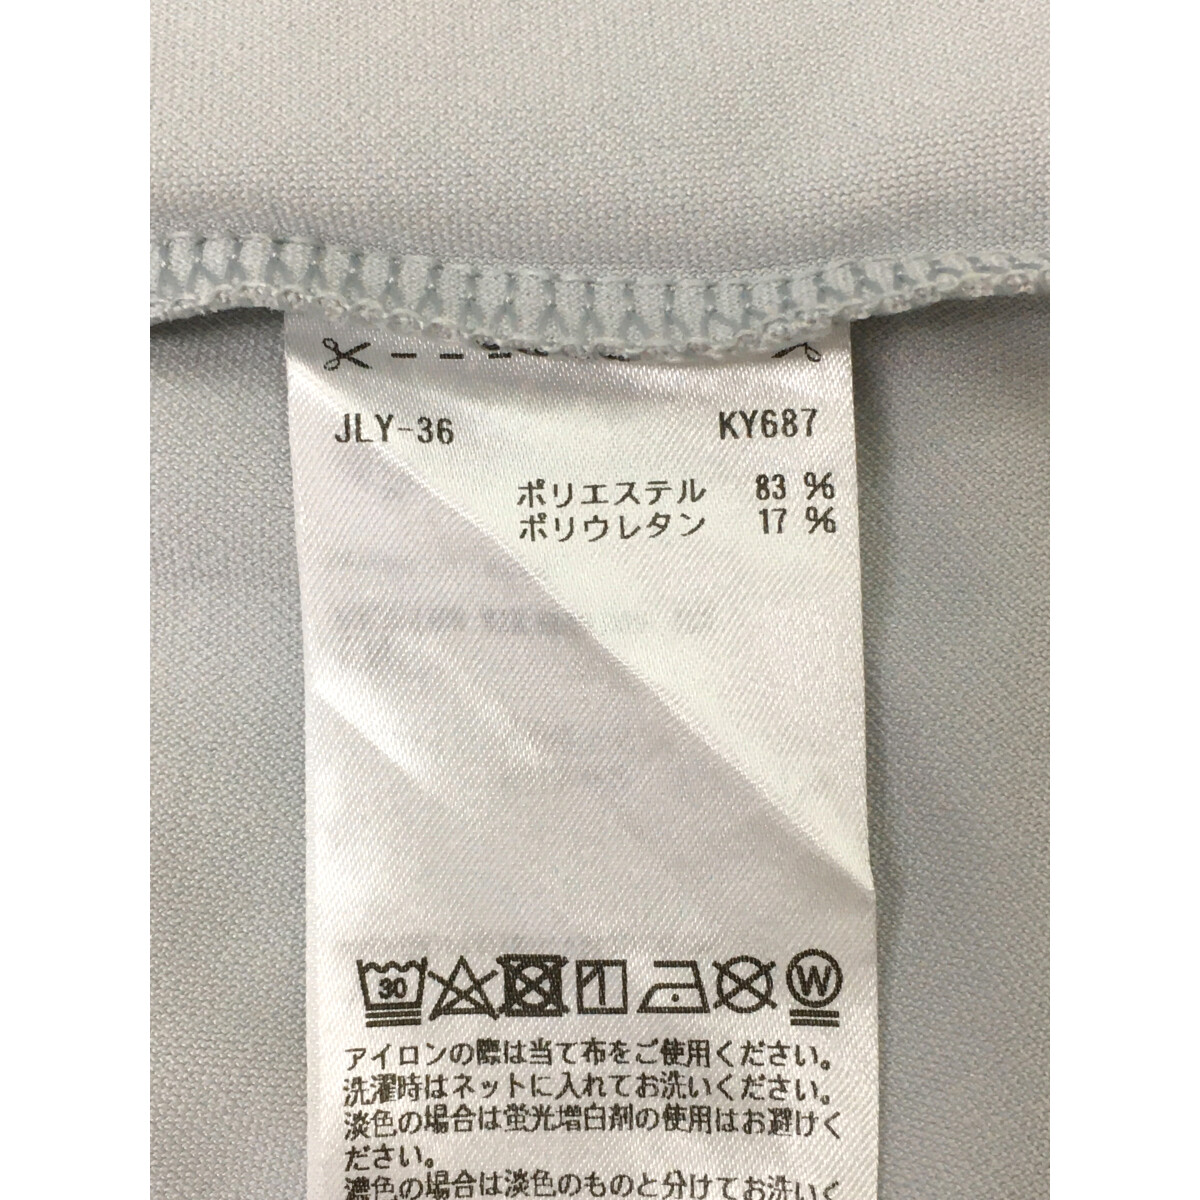 JLY-36 KY687
ポリエステル 83 %
ポリウレタン 17 %
30 W
アイロンの際は当て布をご使用ください。
洗濯時はネットに入れてお洗いください。
淡色の場合は蛍光増白剤の使用はお避けく
ださい。
濃色の場合は淡色のものと分けてお洗いく